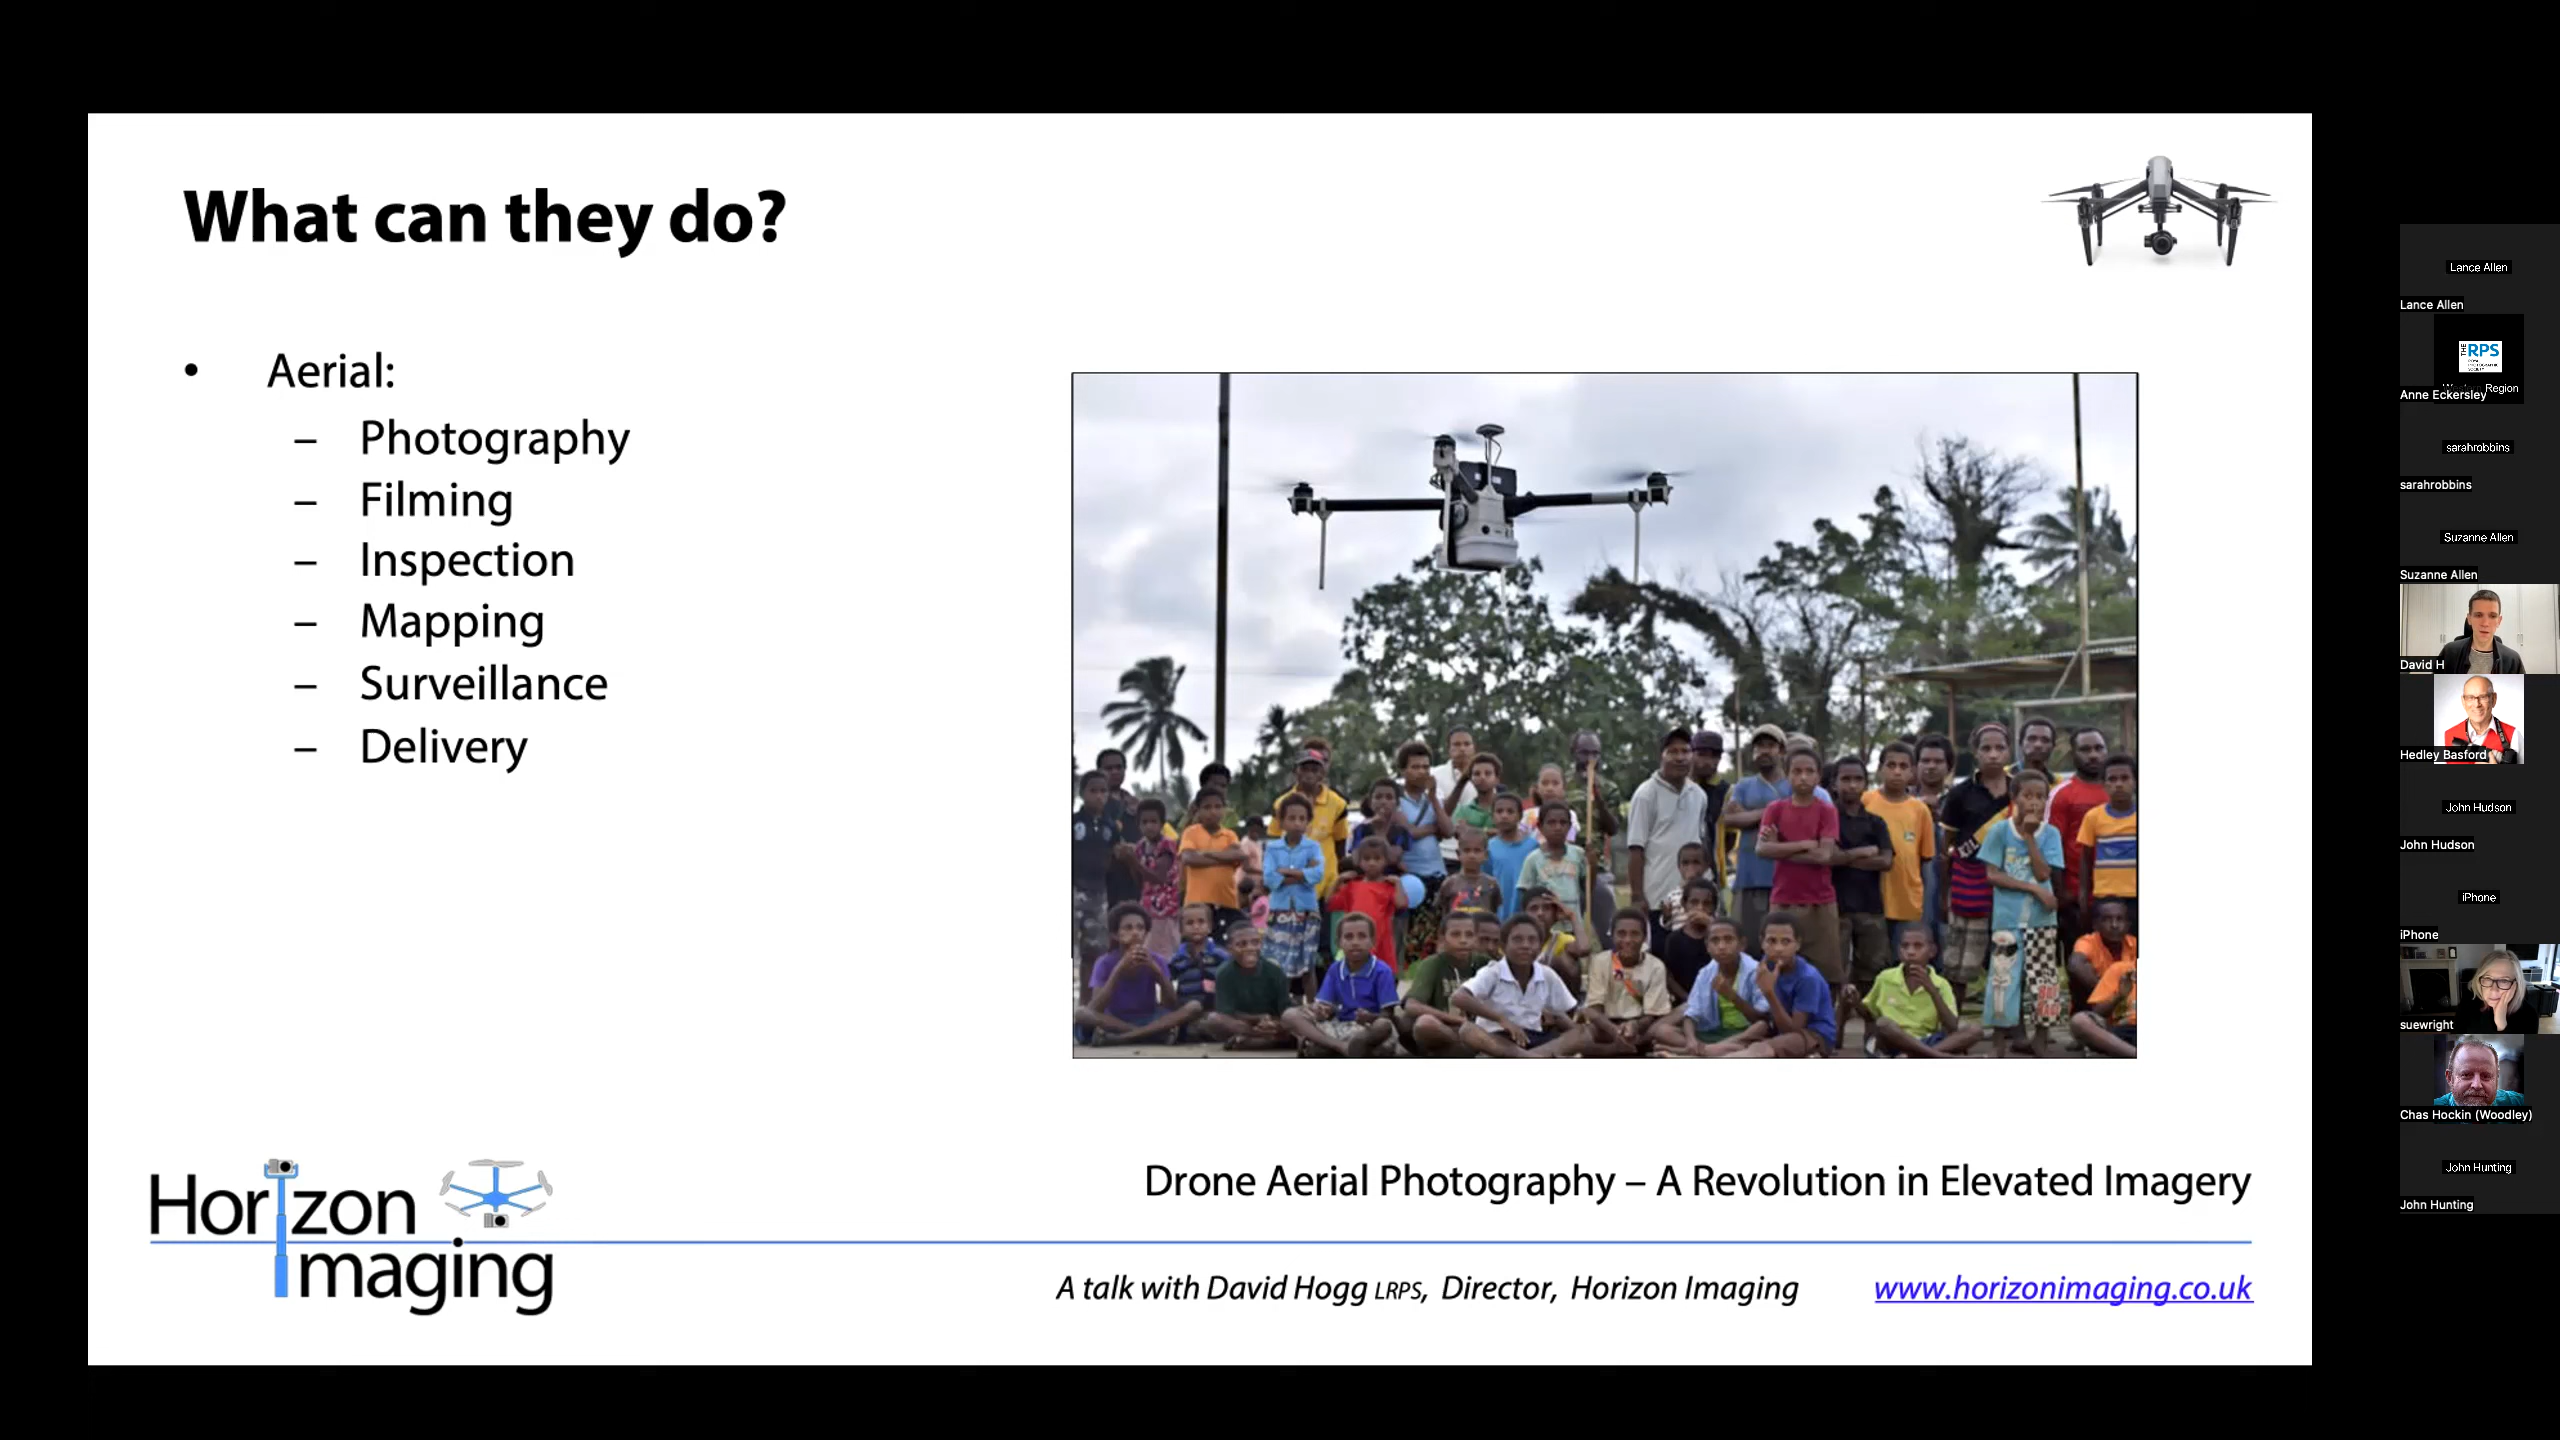 What can they do?
• Aerial:
– Photography
– Filming
– Inspection
– Mapping
– Surveillance
– Delivery
Horizon
imaging
Drone Aerial Photography – A Revolution in Elevated Imagery
A talk with David Hogg LRPS, Director, Horizon Imaging
www.horizonimaging.co.uk
Lance Allen
Lance Allen
THE RPS
Region
Anne Eckersley
sarahrobbins
sarahrobbins
Suzanne Allen
Suzanne Allen
David H
Hedley Basford
John Hudson
John Hudson
iPhone
iPhone
suewright
Chas Hockin (Woodley)
John Hunting
John Hunting